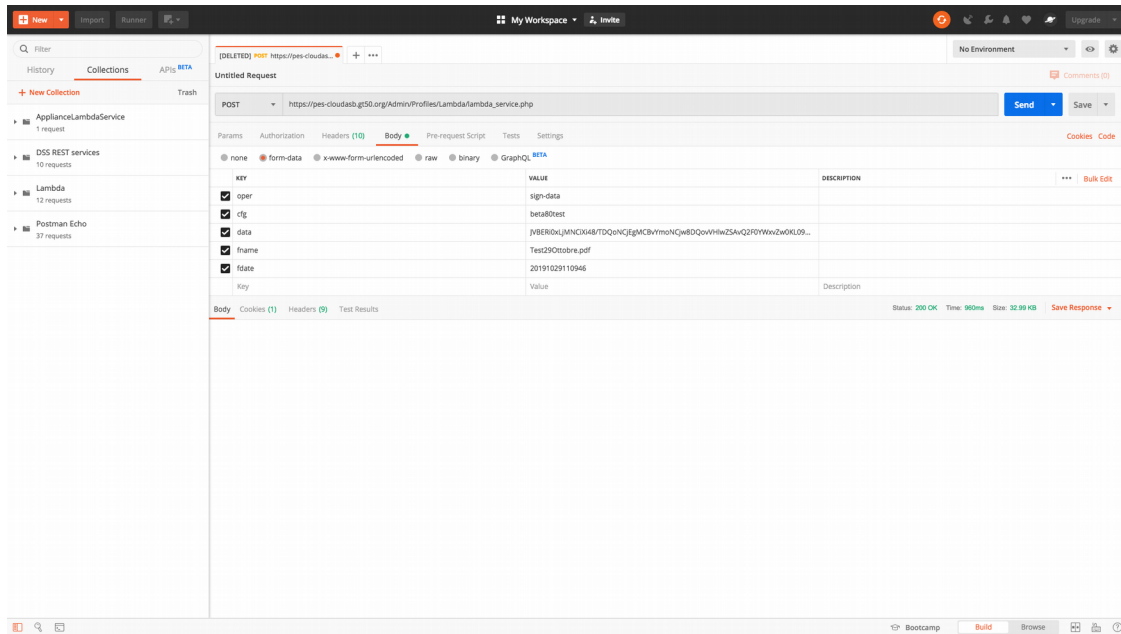 New Import Runner My Workspace Invite Upgrade
Filter
History Collections APIs BETA
+ New Collection Trash
ApplianceLambdaService
1 request
DSS REST services
10 requests
Lambda
12 requests
Postman Echo
37 requests
[DELETED] POST https://pes-cloudas... + ••• No Environment
Untitled Request Comments (0)
POST https://pes-cloudasb.gt50.org/Admin/Profiles/Lambda/lambda_service.php Send Save
Params Authorization Headers (10) Body Pre-request Script Tests Settings Cookies Code
none form-data x-www-form-urlencoded raw binary GraphQL BETA
KEY VALUE DESCRIPTION ••• Bulk Edit
oper sign-data
cfg beta80test
data
fname Test29Ottobre.pdf
fdate 20191029110946
Key Value Description
Body Cookies (1) Headers (9) Test Results Status: 200 OK Time: 960ms Size: 32.99 KB Save Response
Bootcamp Build Browse